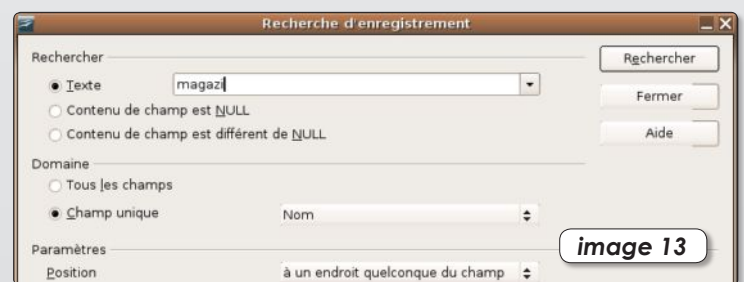 Recherche d'enregistrement
Rechercher
Texte magazi
Contenu de champ est NULL
Contenu de champ est différent de NULL
Rechercher
Fermer
Aide
Domaine
Tous les champs
Champ unique Nom
Paramètres
Position à un endroit quelconque du champ
image 13